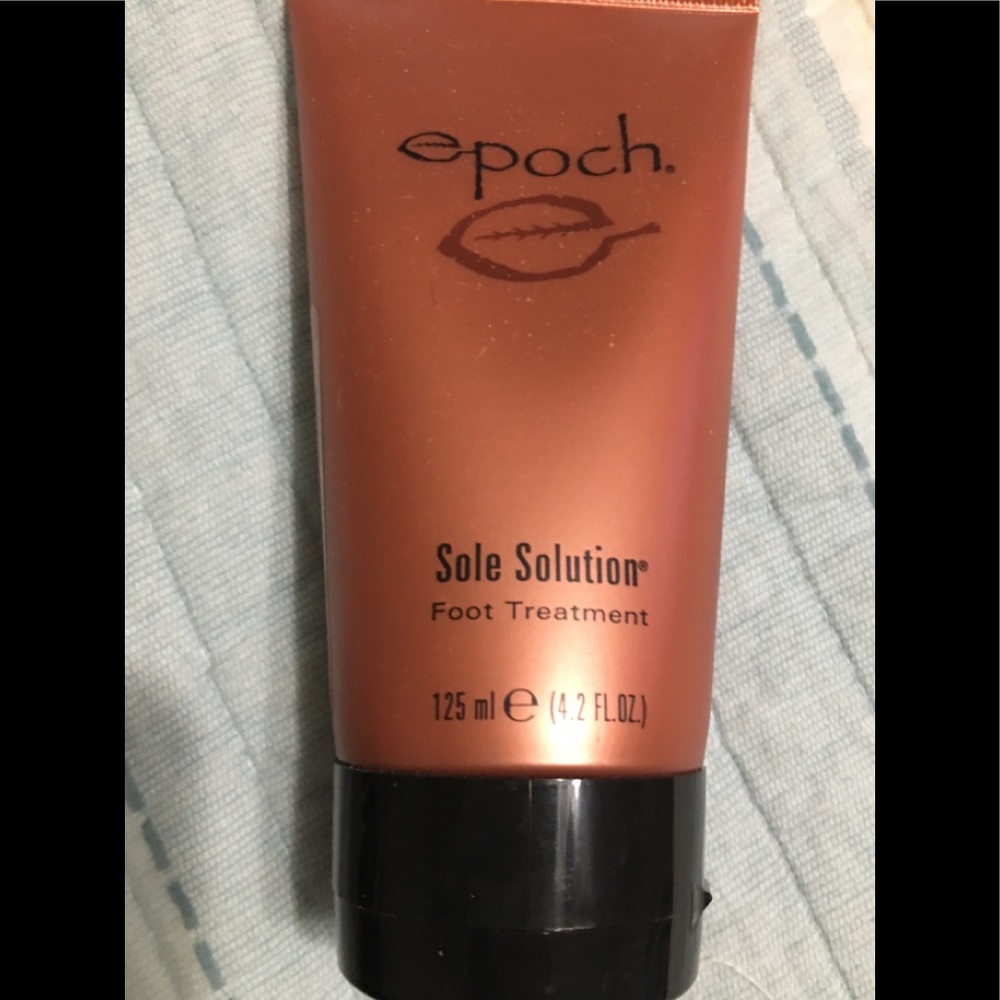 epoch®
Sole Solution®
Foot Treatment
125 ml ℮ (4.2 FL.OZ.)